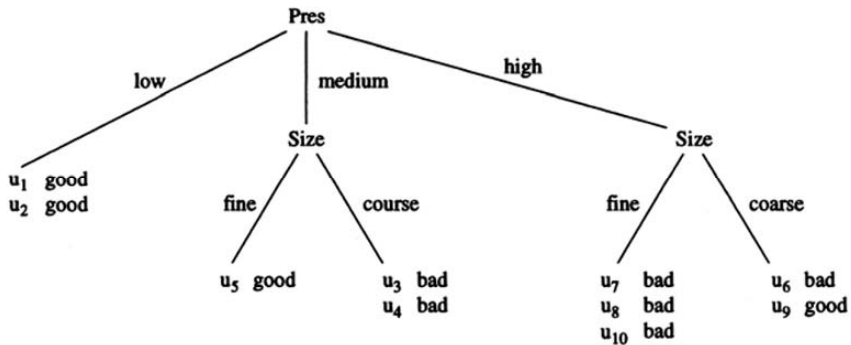 Pres
low
medium
high
Size
Size
u₁ good
u₂ good
fine
course
fine
coarse
u₅ good
u₃ bad
u₄ bad
u₇ bad
u₈ bad
u₁₀ bad
u₆ bad
u₉ good